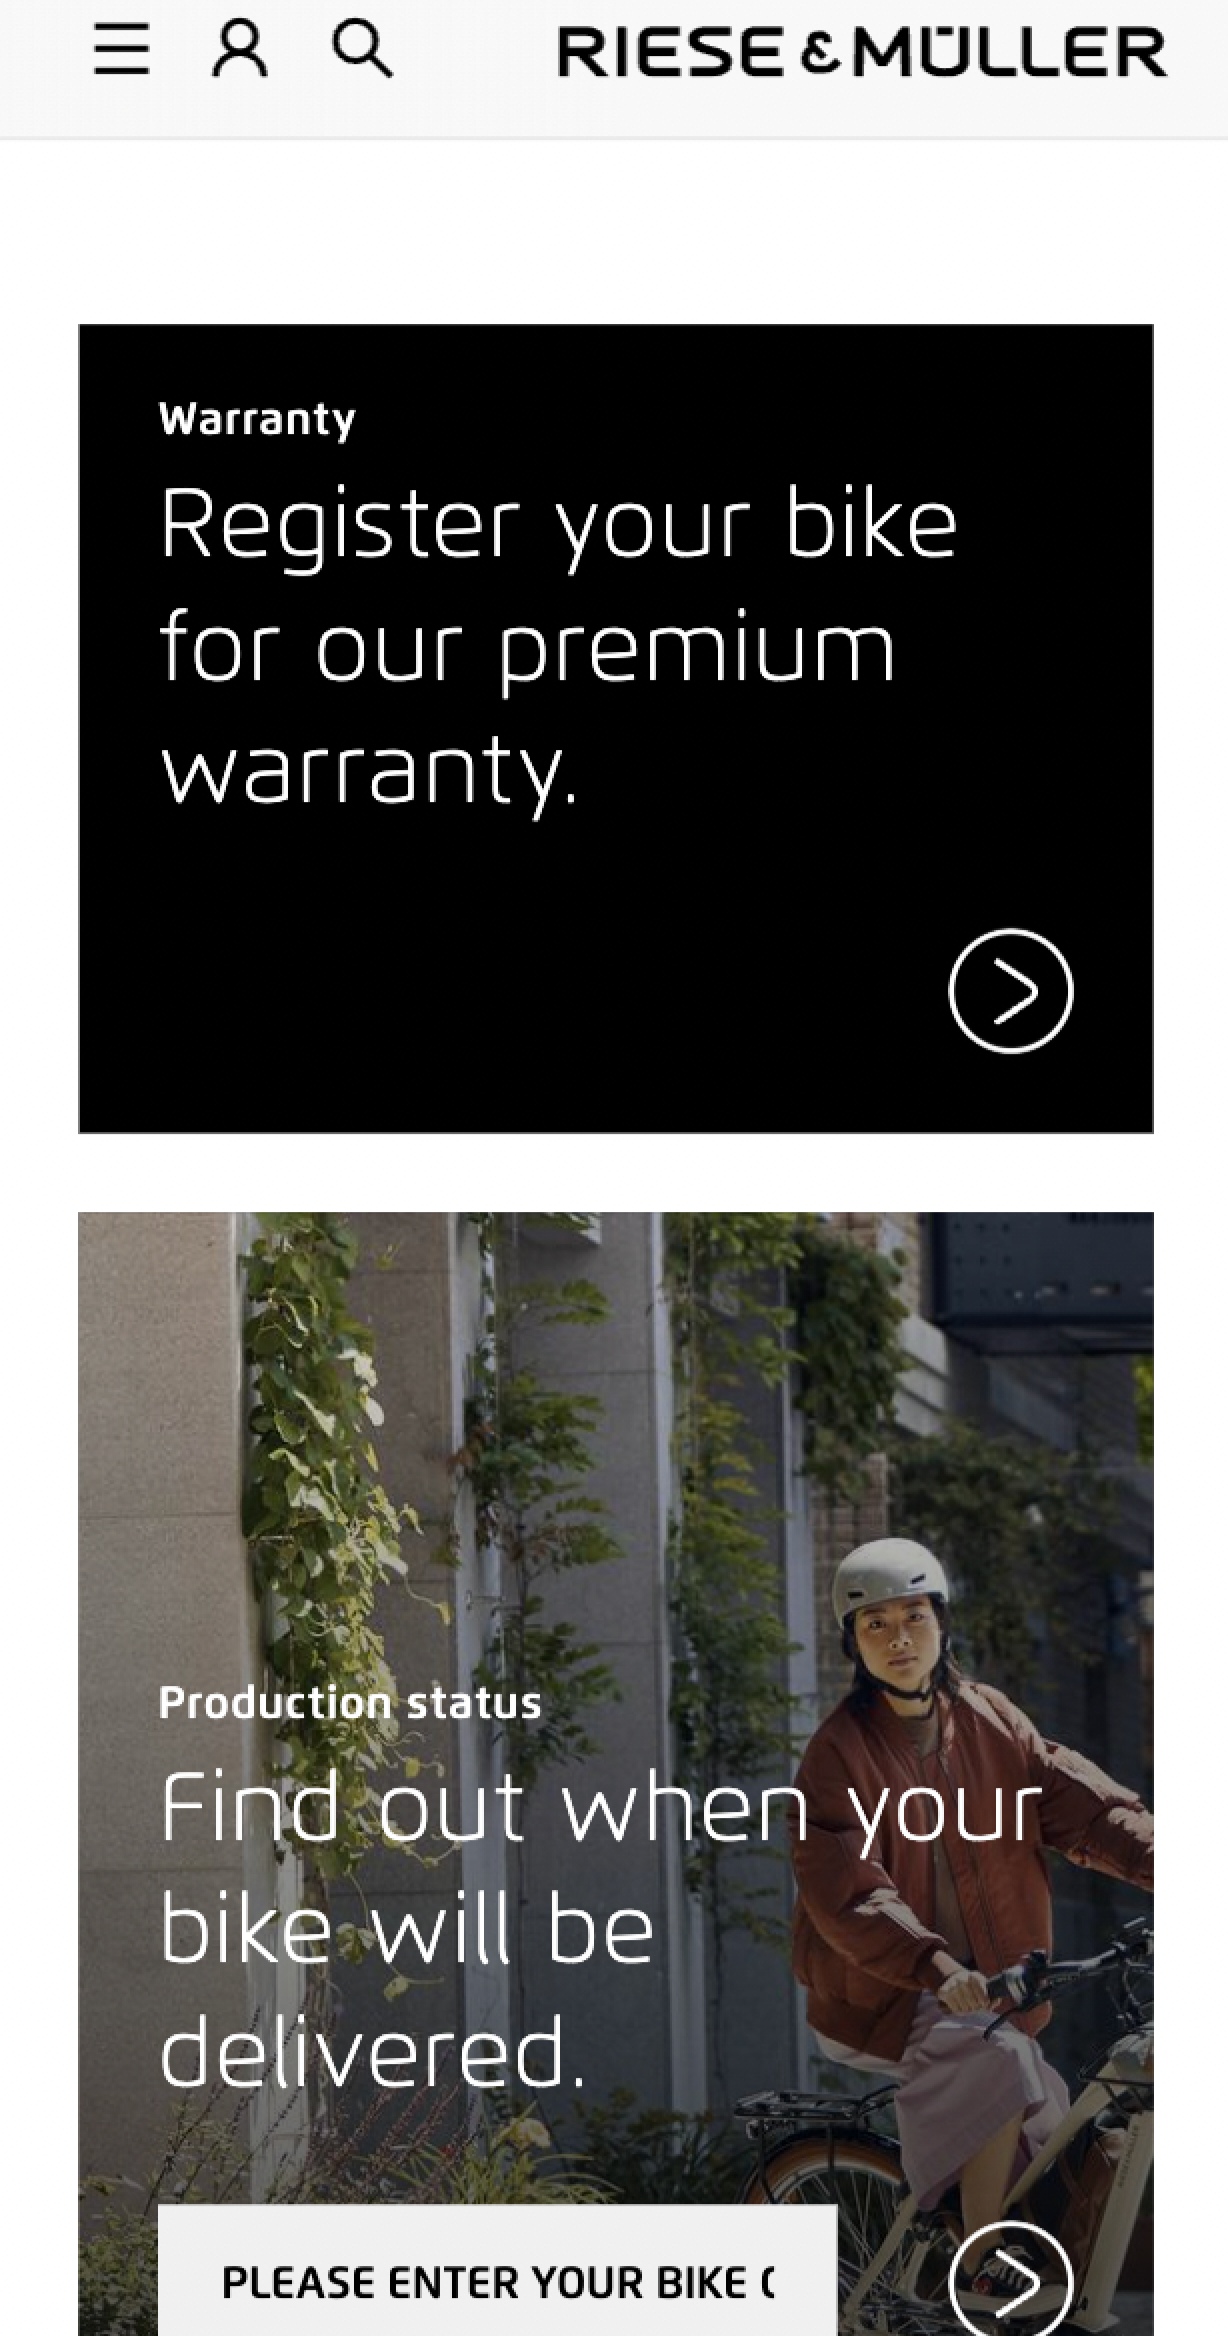 RIESE & MÜLLER
Warranty
Register your bike
for our premium
warranty.
Production status
Find out when your
bike will be
delivered.
PLEASE ENTER YOUR BIKE